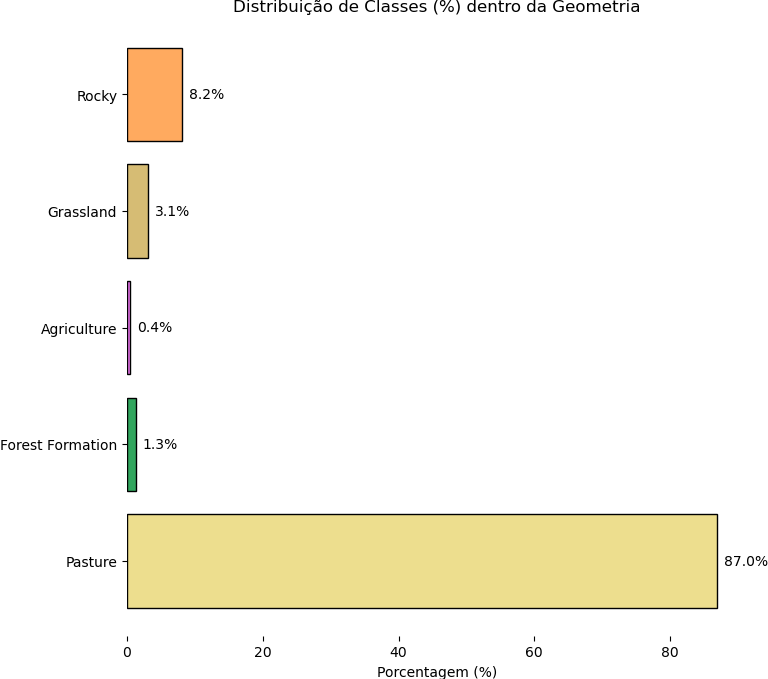 Distribuição de Classes (%) dentro da Geometria
Rocky
8.2%
Grassland
3.1%
Agriculture
0.4%
Forest Formation
1.3%
Pasture
87.0%
0 20 40 60 80
Porcentagem (%)